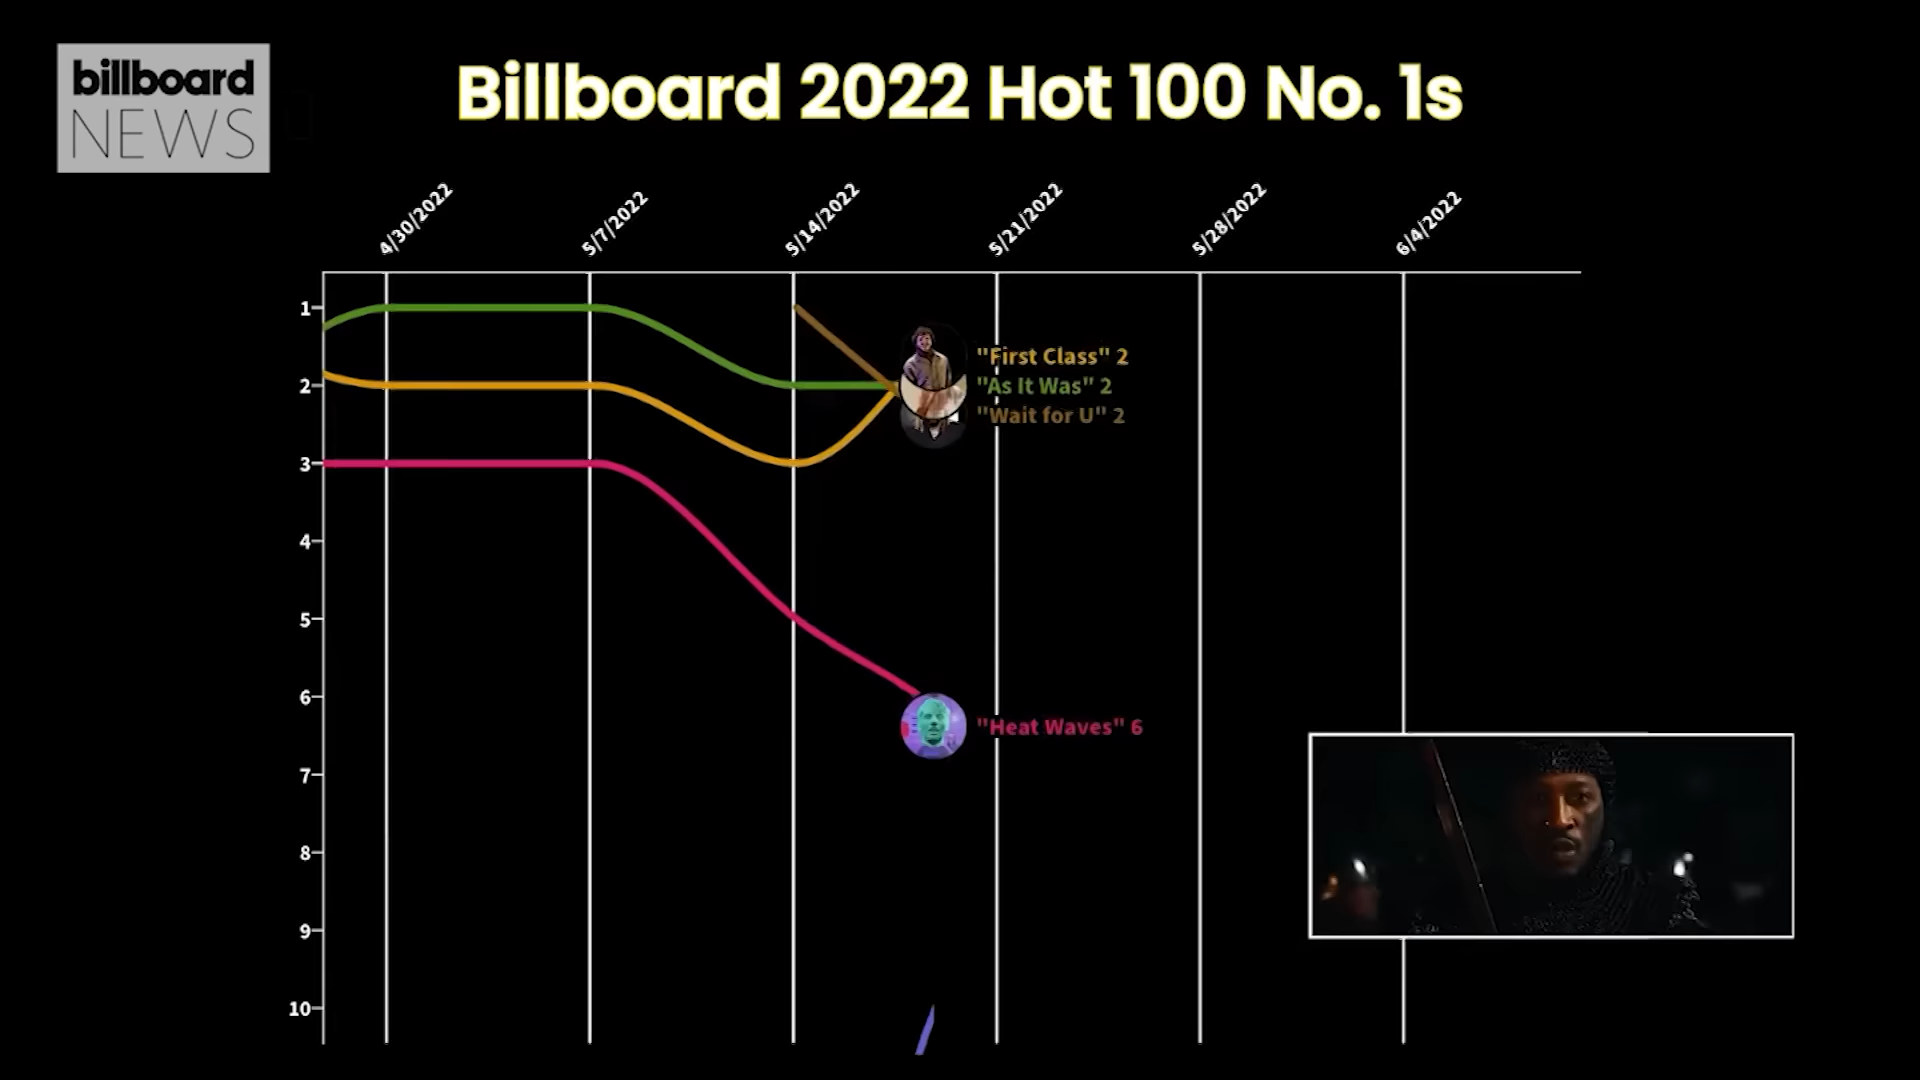 billboard
NEWS
Billboard 2022 Hot 100 No. 1s
4/30/2022
5/7/2022
5/14/2022
5/21/2022
5/28/2022
6/4/2022
1
2
3
4
5
6
7
8
9
10
"First Class" 2
"As It Was" 2
"Wait for U" 2
"Heat Waves" 6